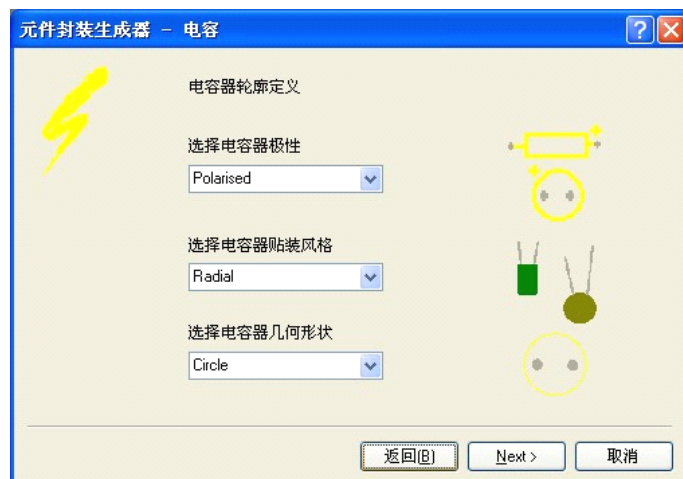 元件封装生成器 - 电容
电容器轮廓定义
选择电容器极性
Polarised
选择电容器贴装风格
Radial
选择电容器几何形状
Circle
返回(B) Next > 取消